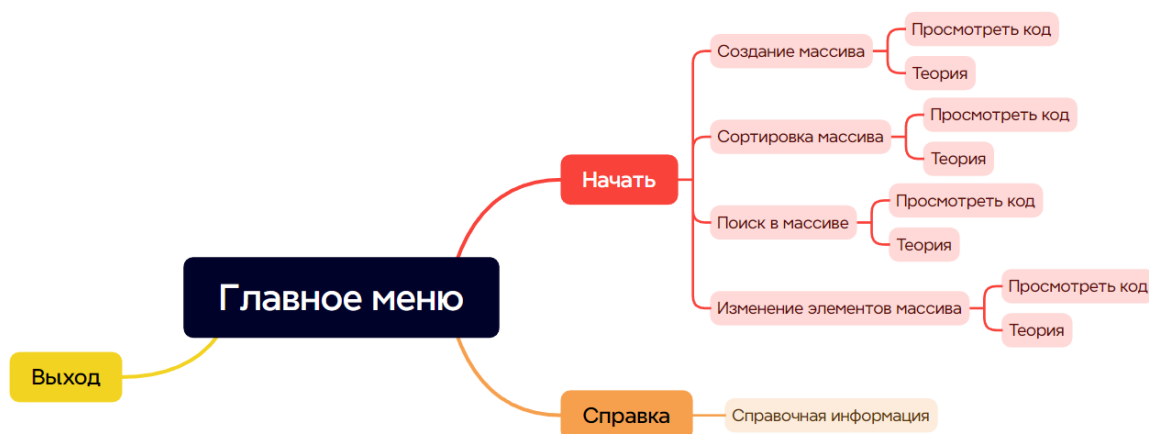 Главное меню
Начать
Создание массива
Просмотреть код
Теория
Сортировка массива
Просмотреть код
Теория
Поиск в массиве
Просмотреть код
Теория
Изменение элементов массива
Просмотреть код
Теория
Справка
Справочная информация
Выход